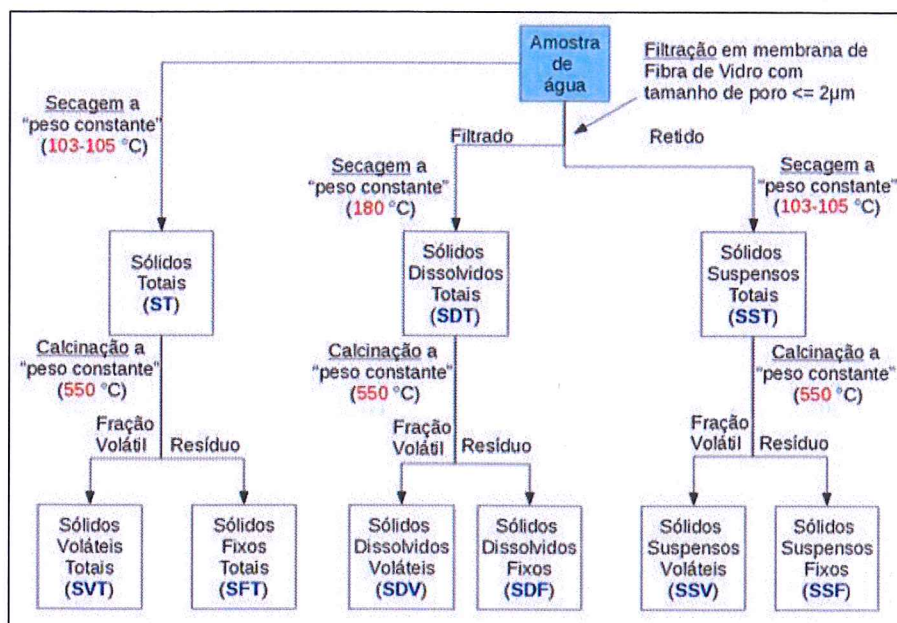 Amostra
de
água
Filtração em membrana de
Fibra de Vidro com
tamanho de poro <= 2µm
Secagem a
"peso constante"
(103-105 °C)
Filtrado
Retido
Secagem a
"peso constante"
(180 °C)
Secagem a
"peso constante"
(103-105 °C)
Sólidos
Totais
(ST)
Sólidos
Dissolvidos
Totais
(SDT)
Sólidos
Suspensos
Totais
(SST)
Calcinação a
"peso constante"
(550 °C)
Calcinação a
"peso constante"
(550 °C)
Calcinação a
"peso constante"
(550 °C)
Fração
Volátil
Resíduo
Fração
Volátil
Resíduo
Fração
Volátil
Resíduo
Sólidos
Voláteis
Totais
(SVT)
Sólidos
Fixos
Totais
(SFT)
Sólidos
Dissolvidos
Voláteis
(SDV)
Sólidos
Dissolvidos
Fixos
(SDF)
Sólidos
Suspensos
Voláteis
(SSV)
Sólidos
Suspensos
Fixos
(SSF)